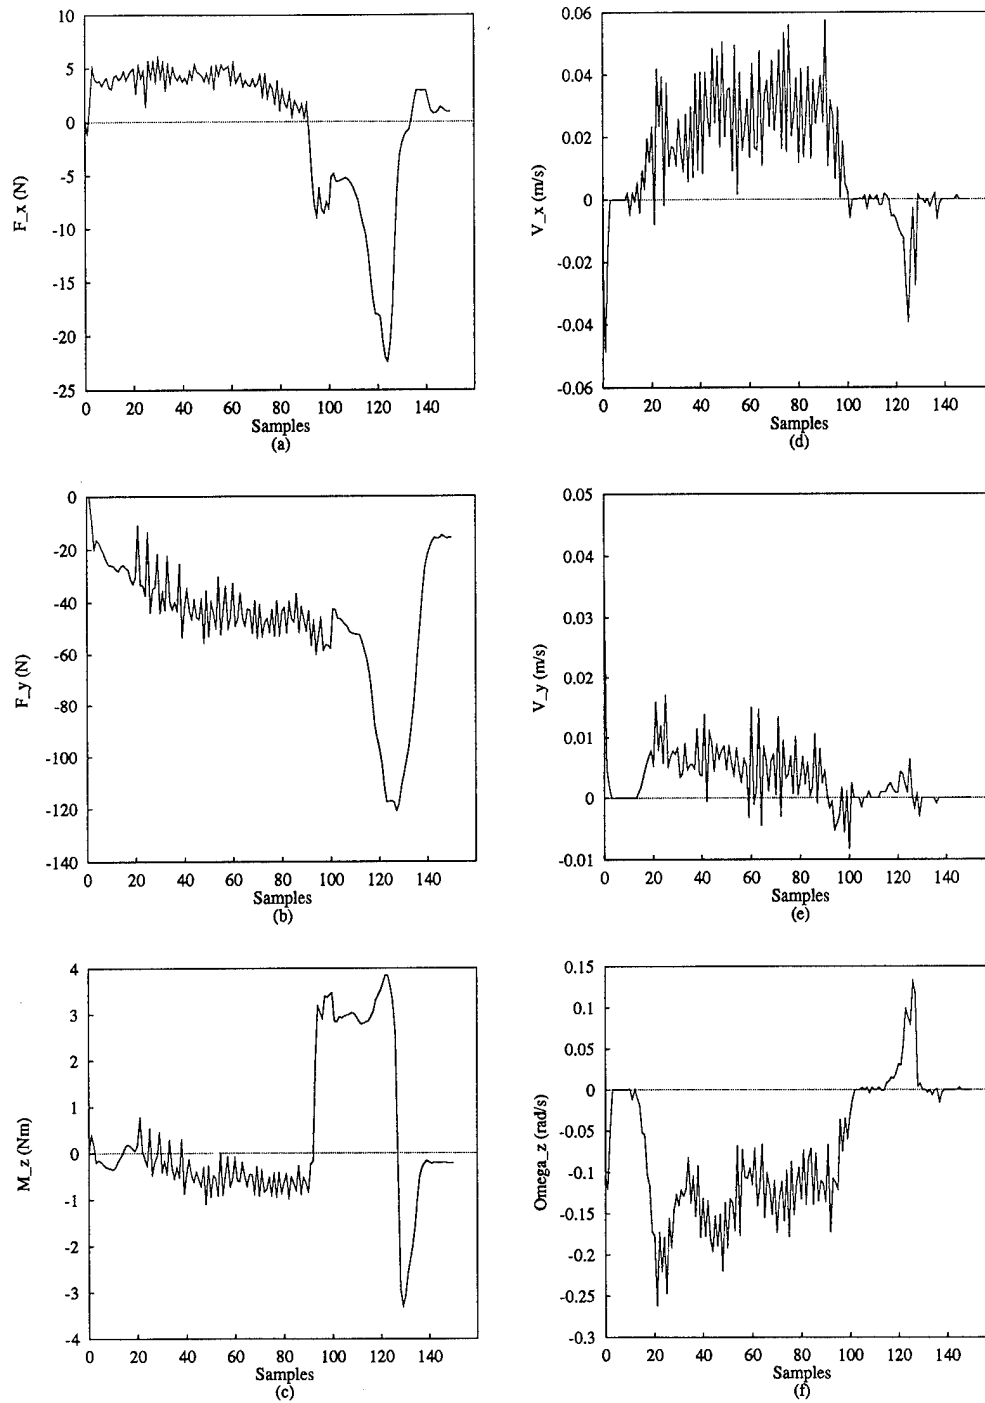 10
5
0
-5
-10
-15
-20
-25
F_x (N)
0 20 40 60 80 100 120 140
Samples
(a)
0.06
0.04
0.02
0
-0.02
-0.04
-0.06
V_x (m/s)
0 20 40 60 80 100 120 140
Samples
(d)
0
-20
-40
-60
-80
-100
-120
-140
F_y (N)
0 20 40 60 80 100 120 140
Samples
(b)
0.05
0.04
0.03
0.02
0.01
0
-0.01
V_y (m/s)
0 20 40 60 80 100 120 140
Samples
(e)
4
3
2
1
0
-1
-2
-3
-4
M_z (Nm)
0 20 40 60 80 100 120 140
Samples
(c)
0.15
0.1
0.05
0
-0.05
-0.1
-0.15
-0.2
-0.25
-0.3
Omega_z (rad/s)
0 20 40 60 80 100 120 140
Samples
(f)